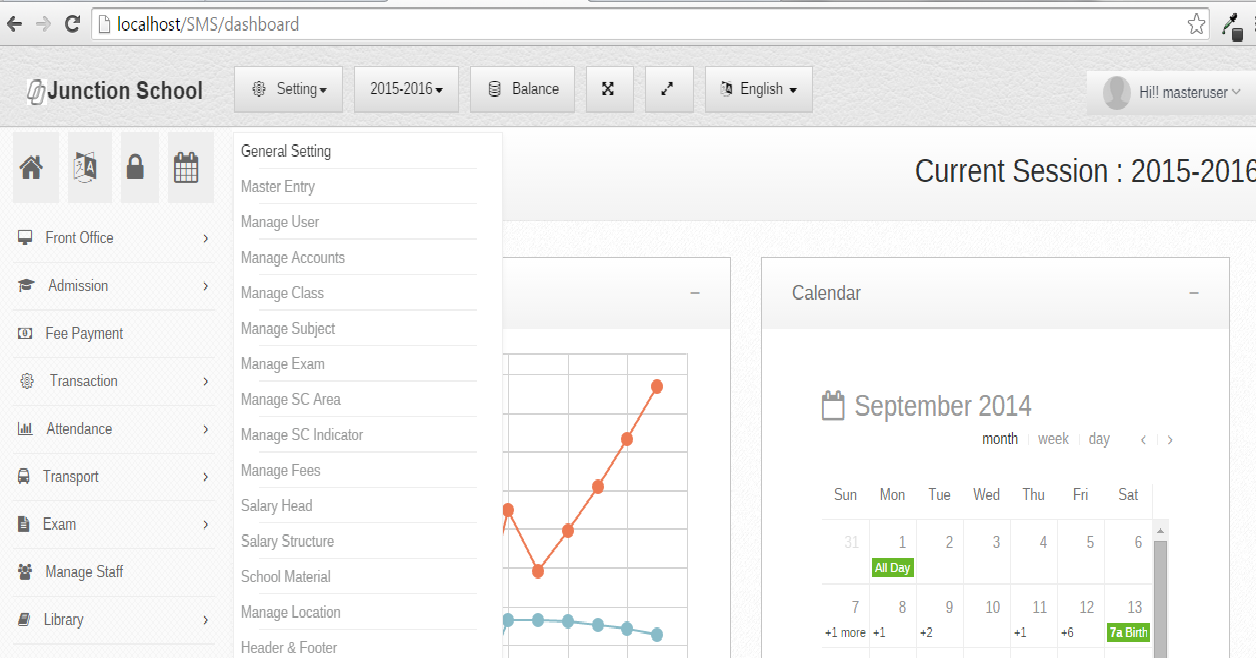 localhost/SMS/dashboard
Junction School
Setting
2015-2016
Balance
English
Hi!! masteruser
Current Session : 2015-2016
Front Office
Admission
Fee Payment
Transaction
Attendance
Transport
Exam
Manage Staff
Library
General Setting
Master Entry
Manage User
Manage Accounts
Manage Class
Manage Subject
Manage Exam
Manage SC Area
Manage SC Indicator
Manage Fees
Salary Head
Salary Structure
School Material
Manage Location
Header & Footer
Calendar
September 2014
month week day
Sun Mon Tue Wed Thu Fri Sat
31 1 2 3 4 5 6
All Day
7 8 9 10 11 12 13
+1 more +1 +2 +1 +6 7a Birth